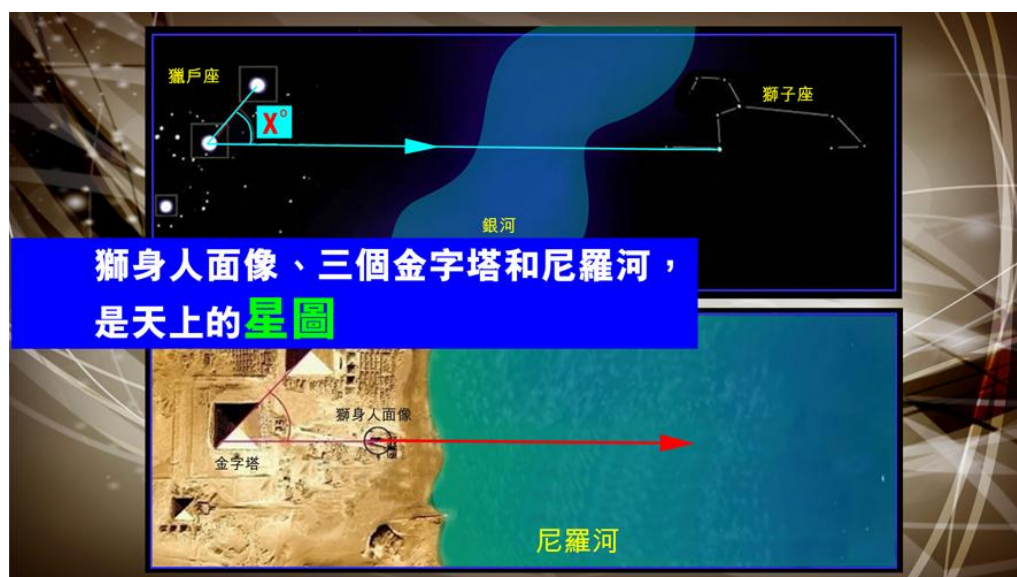 獵戶座
X°
獅子座
銀河
獅身人面像、三個金字塔和尼羅河，
是天上的星圖
獅身人面像
金字塔
尼羅河